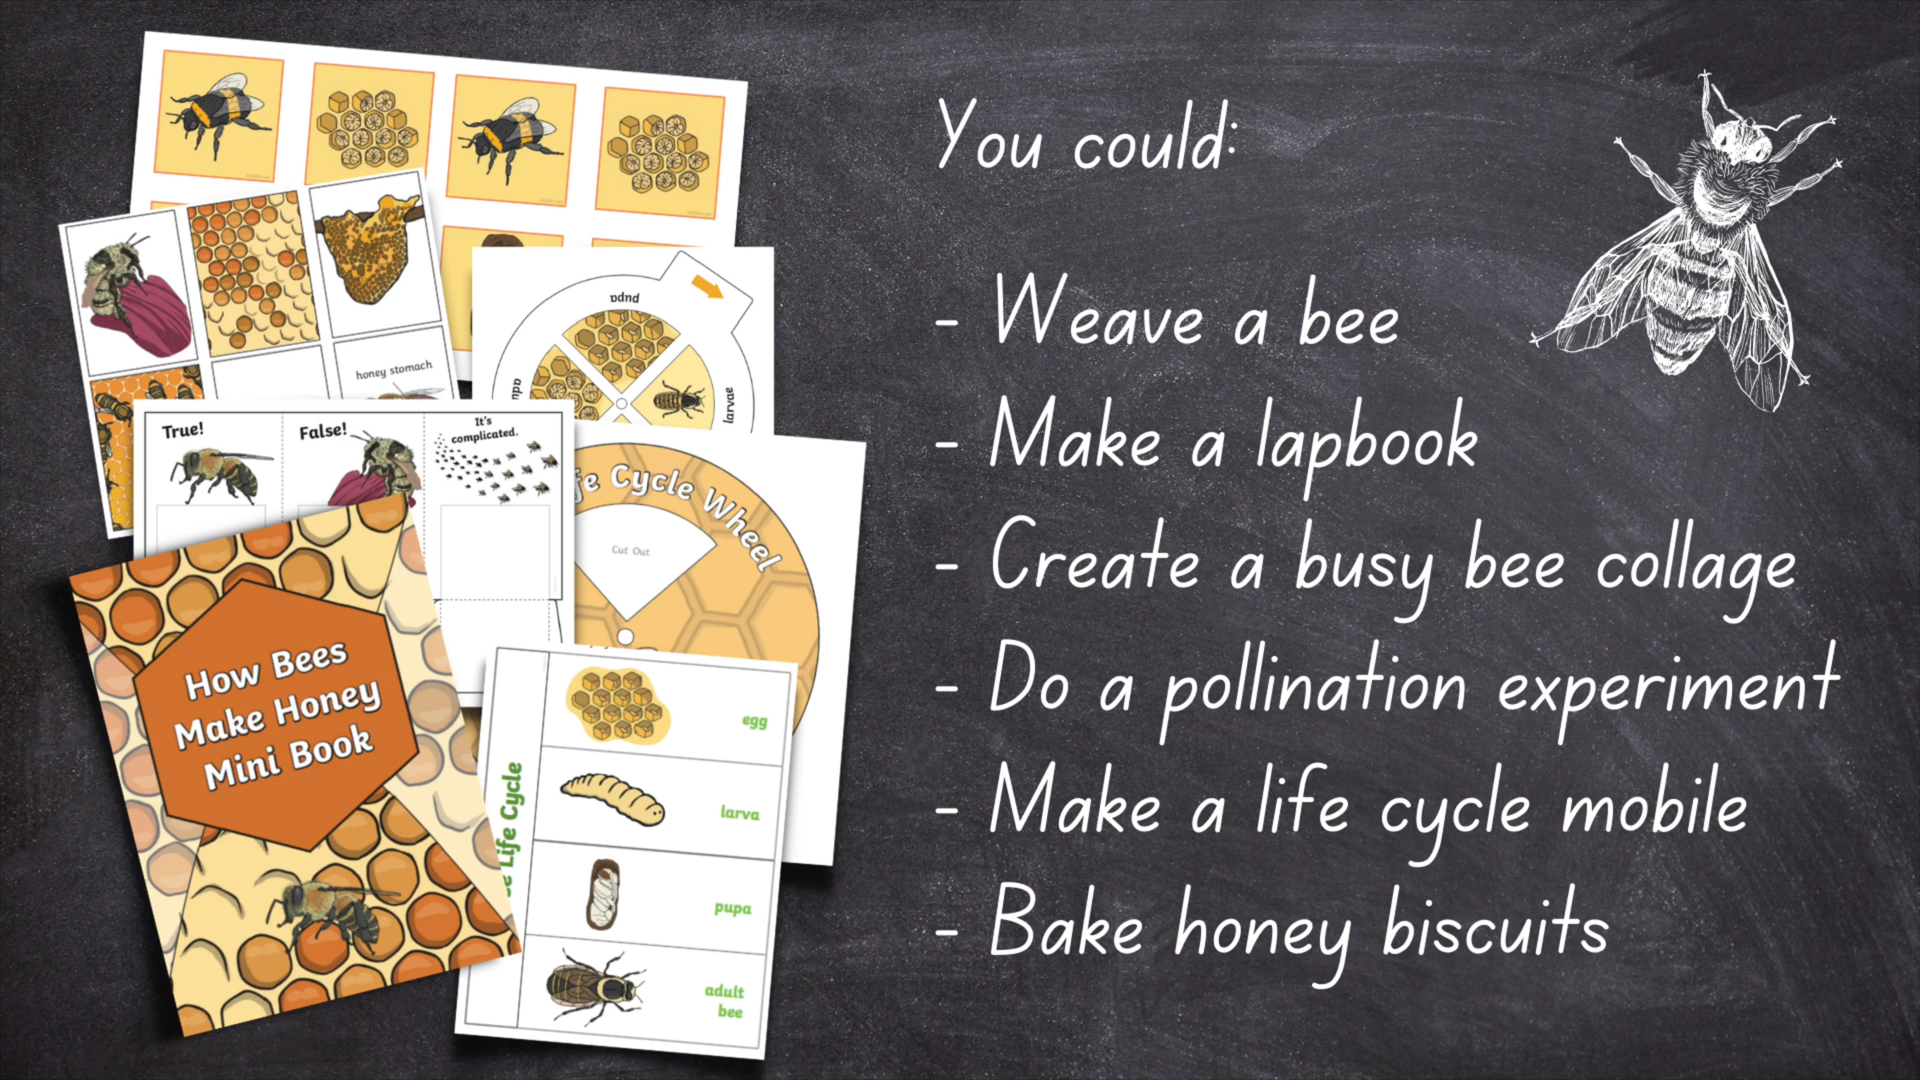 You could:
- Weave a bee
- Make a lapbook
- Create a busy bee collage
- Do a pollination experiment
- Make a life cycle mobile
- Bake honey biscuits
pupa
larvae
honey stomach
True!
False!
It's
complicated.
Cycle Wheel
Cut Out
How Bees
Make Honey
Mini Book
Life Cycle
egg
larva
pupa
adult
bee